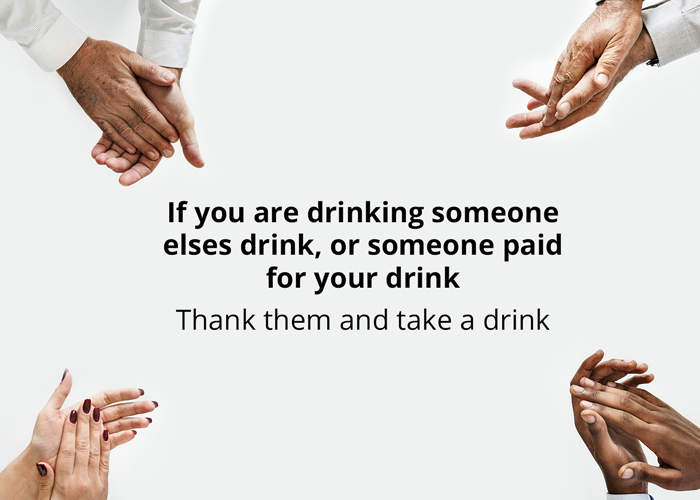 If you are drinking someone
elses drink, or someone paid
for your drink
Thank them and take a drink